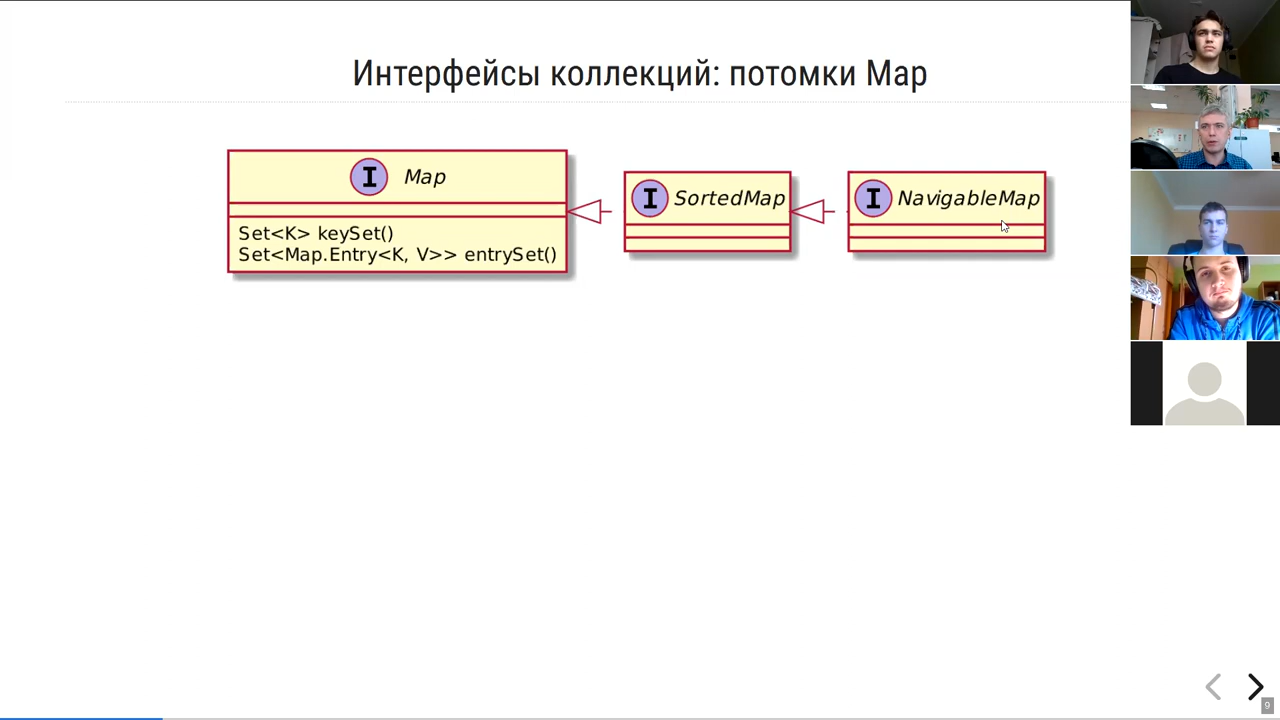 Интерфейсы коллекций: потомки Map
I Map
Set<K> keySet()
Set<Map.Entry<K, V>> entrySet()
I SortedMap
I NavigableMap
9